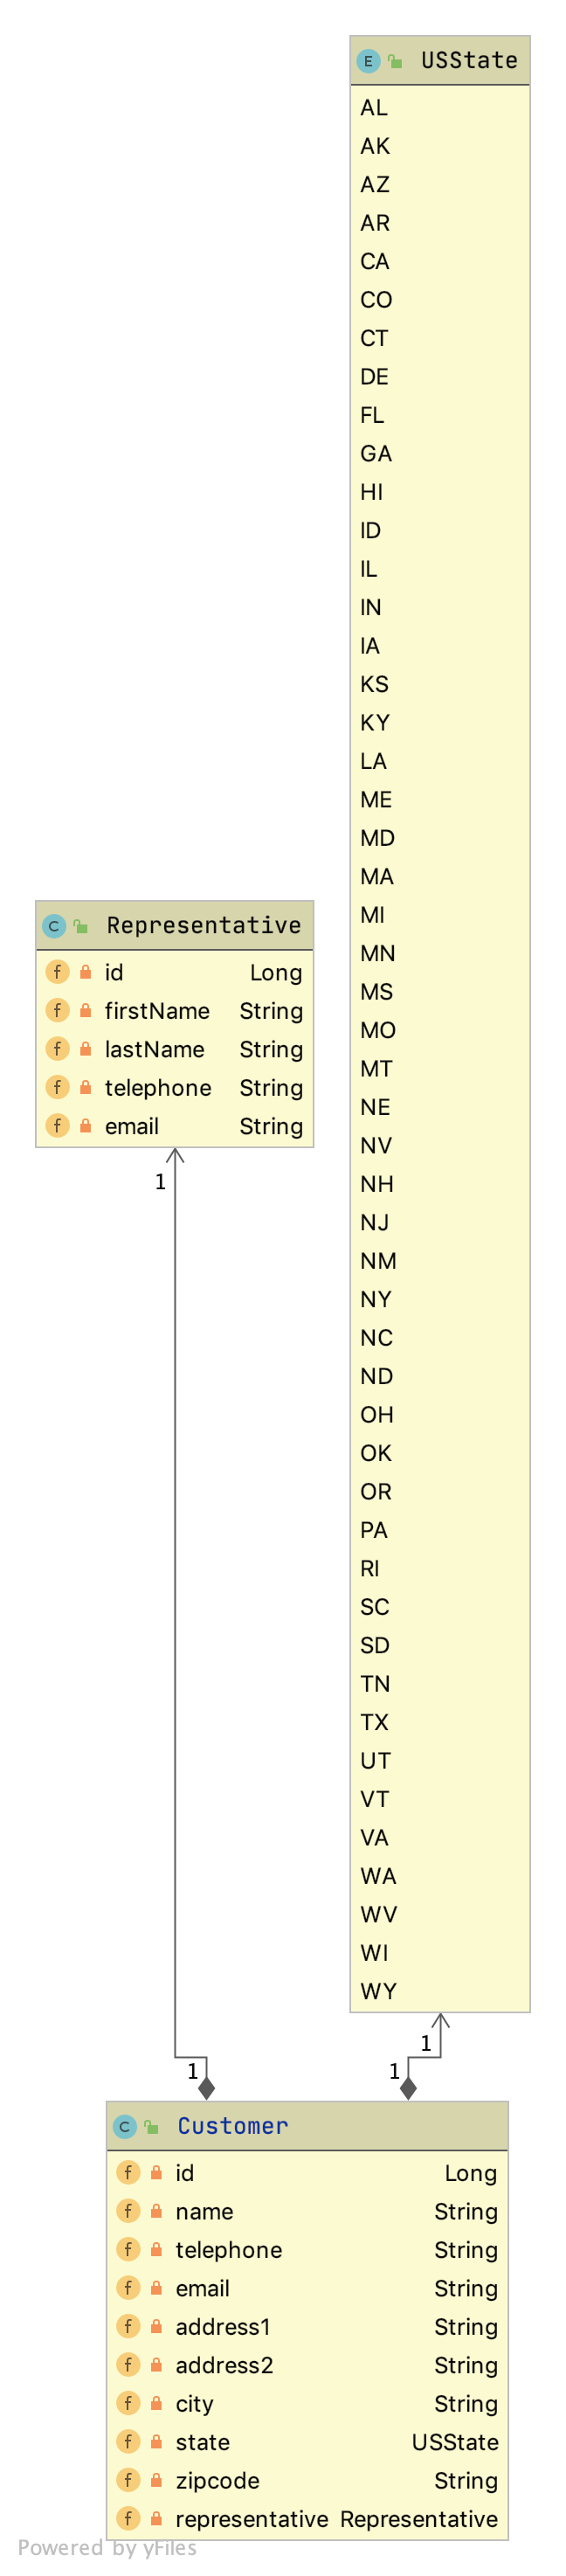 E USState
AL
AK
AZ
AR
CA
CO
CT
DE
FL
GA
HI
ID
IL
IN
IA
KS
KY
LA
ME
MD
MA
MI
MN
MS
MO
MT
NE
NV
NH
NJ
NM
NY
NC
ND
OH
OK
OR
PA
RI
SC
SD
TN
TX
UT
VT
VA
WA
WV
WI
WY
C Representative
f id Long
f firstName String
f lastName String
f telephone String
f email String
1
1
1
1
C Customer
f id Long
f name String
f telephone String
f email String
f address1 String
f address2 String
f city String
f state USState
f zipcode String
f representative Representative
Powered by yFiles